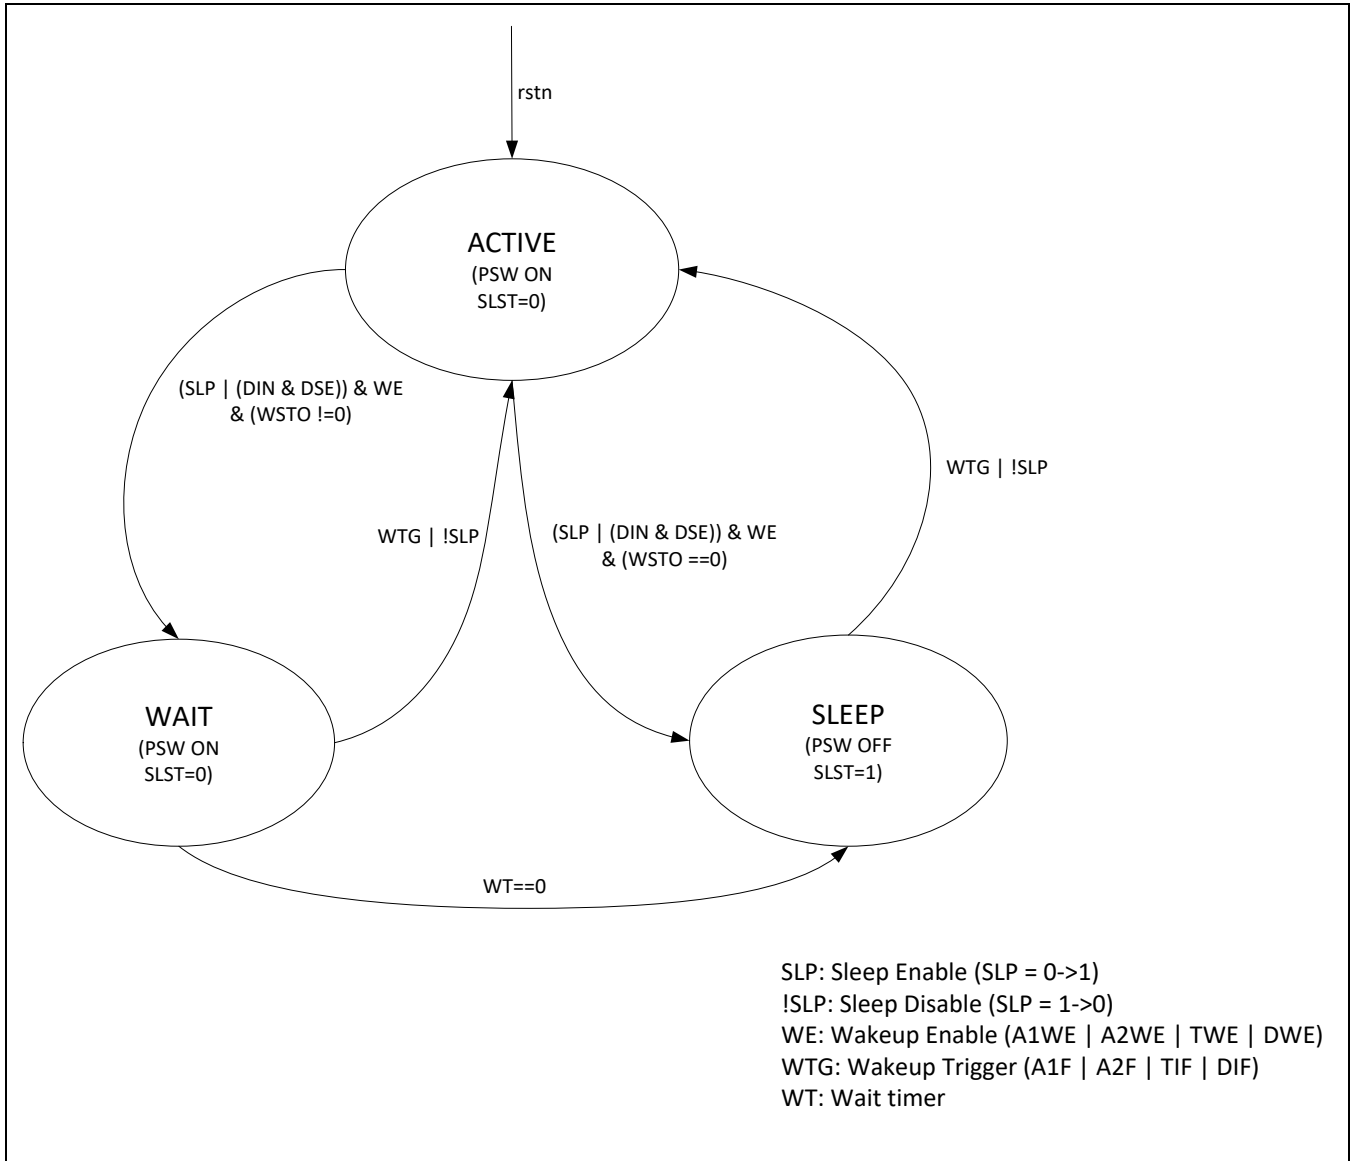 rstn
ACTIVE
(PSW ON
SLST=0)
(SLP | (DIN & DSE)) & WE
& (WSTO !=0)
WTG | !SLP
WTG | !SLP
(SLP | (DIN & DSE)) & WE
& (WSTO ==0)
WAIT
(PSW ON
SLST=0)
SLEEP
(PSW OFF
SLST=1)
WT==0
SLP: Sleep Enable (SLP = 0->1)
!SLP: Sleep Disable (SLP = 1->0)
WE: Wakeup Enable (A1WE | A2WE | TWE | DWE)
WTG: Wakeup Trigger (A1F | A2F | TIF | DIF)
WT: Wait timer